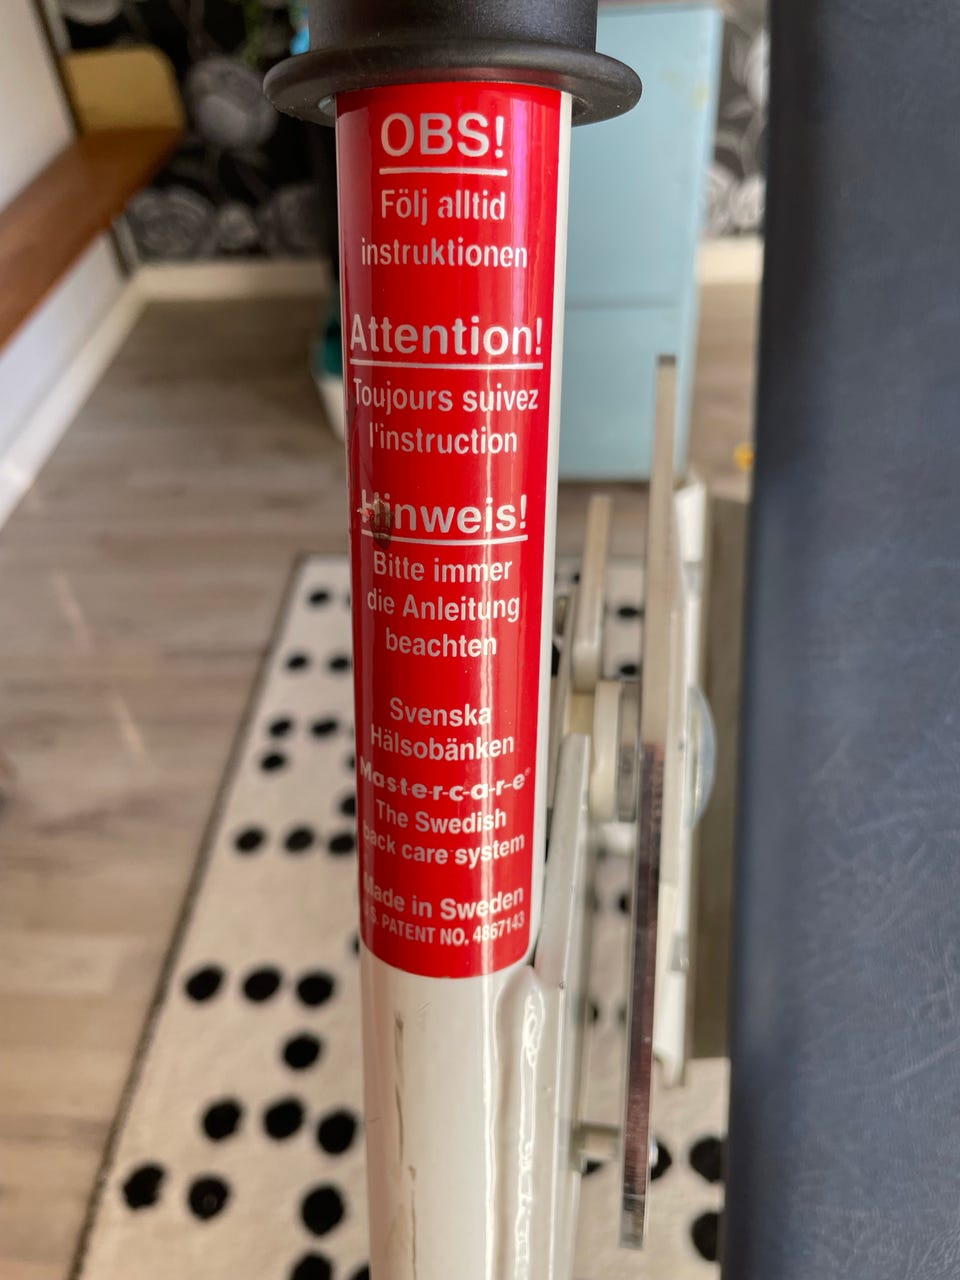 OBS!
Följ alltid
instruktionen
Attention!
Toujours suivez
l'instruction
Hinweis!
Bitte immer
die Anleitung
beachten
Svenska
Hälsobänken
Mastercare®
The Swedish
back care system
Made in Sweden
U.S. PATENT NO. 4867143